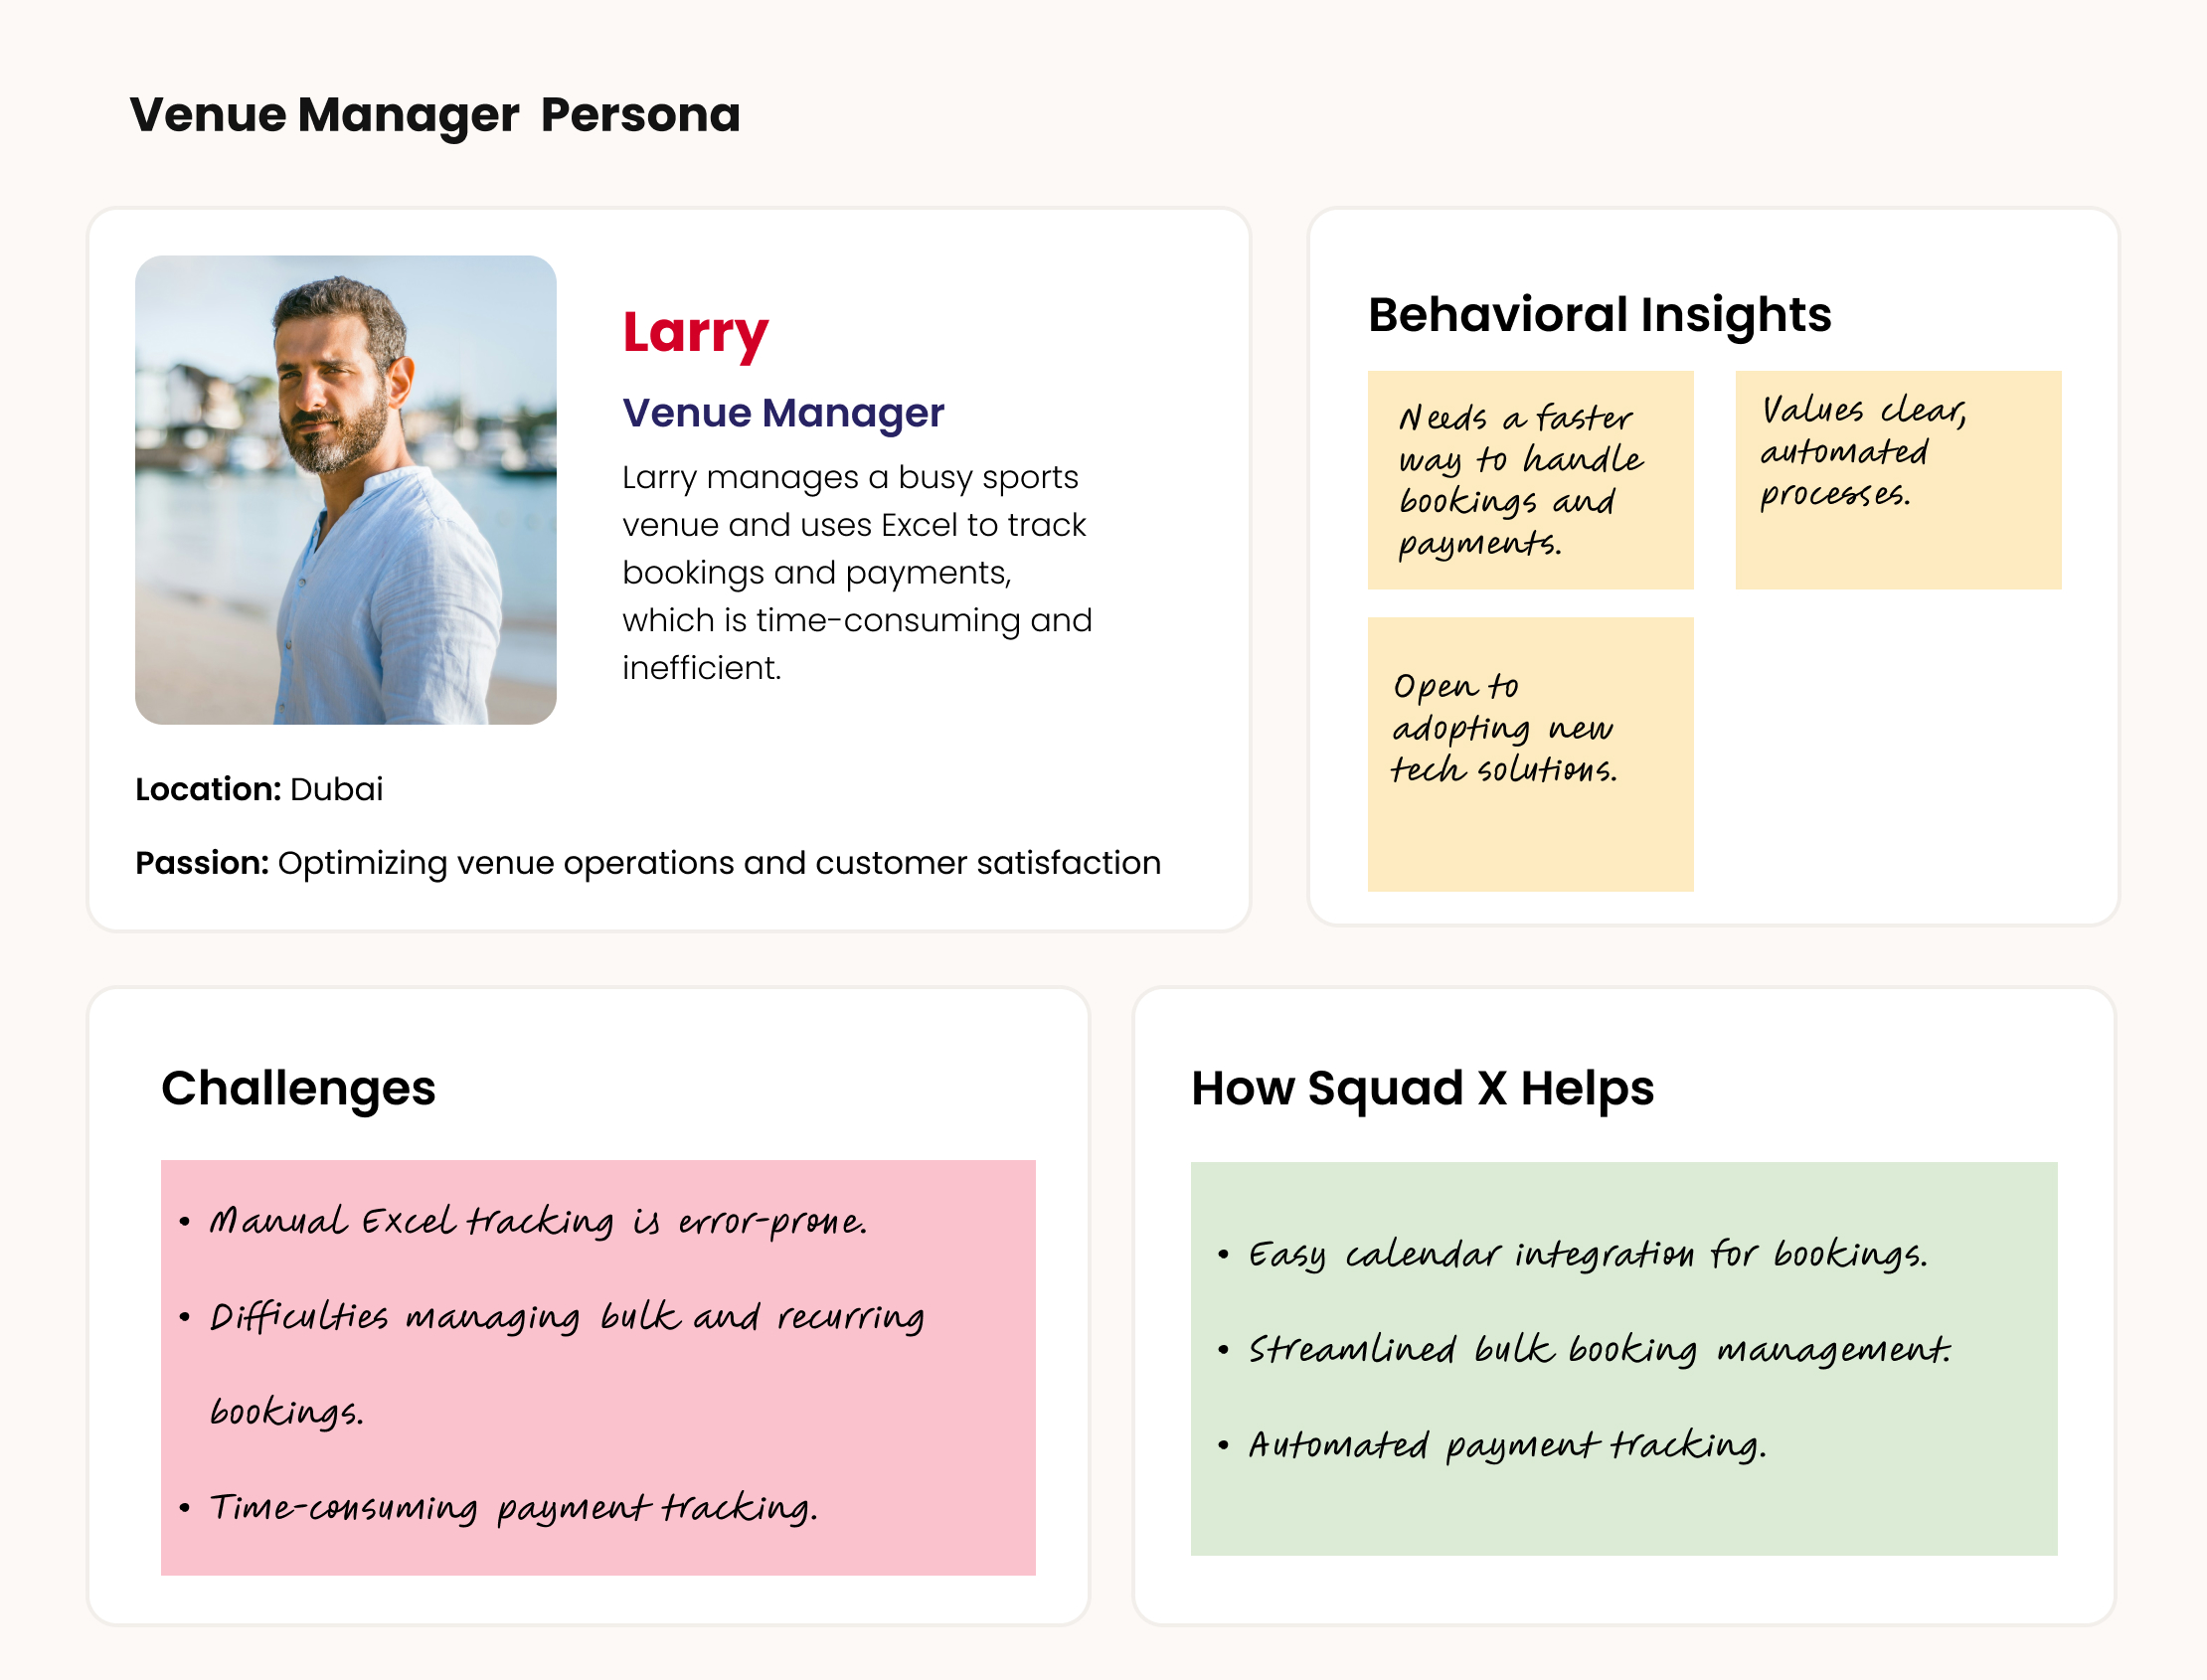 Venue Manager Persona
Larry
Venue Manager
Larry manages a busy sports
venue and uses Excel to track
bookings and payments,
which is time-consuming and
inefficient.
Location: Dubai
Passion: Optimizing venue operations and customer satisfaction
Behavioral Insights
Needs a faster
way to handle
bookings and
payments.
Values clear,
automated
processes.
Open to
adopting new
tech solutions.
Challenges
• Manual Excel tracking is error-prone.
• Difficulties managing bulk and recurring
bookings.
• Time-consuming payment tracking.
How Squad X Helps
• Easy calendar integration for bookings.
• Streamlined bulk booking management.
• Automated payment tracking.